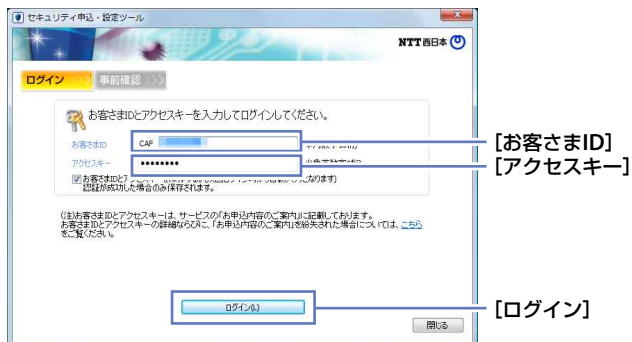 セキュリティ申込・設定ツール
NTT西日本
ログイン
事前確認
お客さまIDとアクセスキーを入力してログインしてください。
お客さまID
CAF
[お客さまID]
アクセスキー
••••••••
[アクセスキー]
お客さまIDと
認証が成功した場合のみ保存されます。
(注)お客さまIDとアクセスキーは、サービスの「お申込内容のご案内」に記載しております。
お客さまIDとアクセスキーの詳細ならびに、「お申込内容のご案内」を紛失された場合については、こちら
をご覧ください。
ログイン(L)
[ログイン]
閉じる